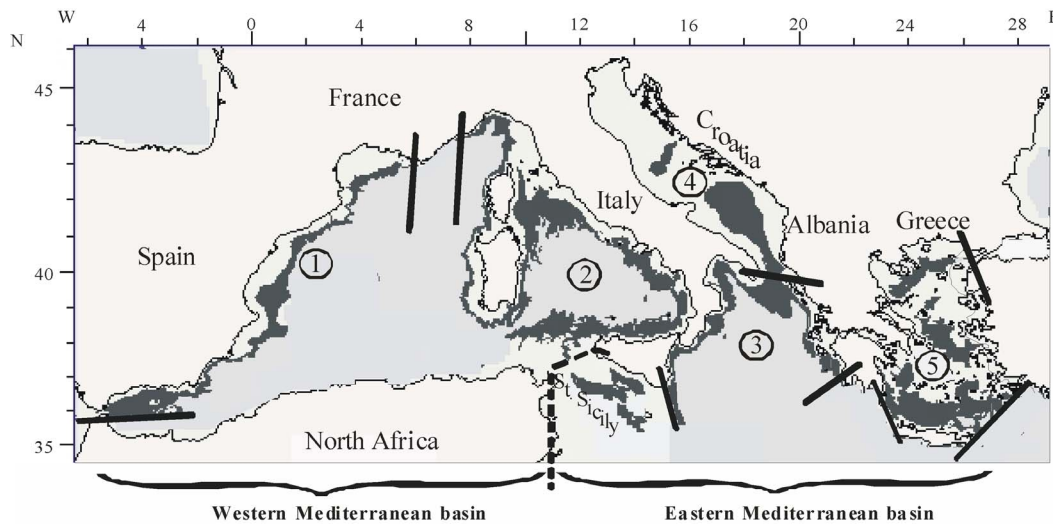 W 4 0 4 8 12 16 20 24 28 E
N
45
France
Croatia
4
Italy
Albania
Greece
Spain
1
40
2
3
5
St Sicily
North Africa
35
Western Mediterranean basin
Eastern Mediterranean basin